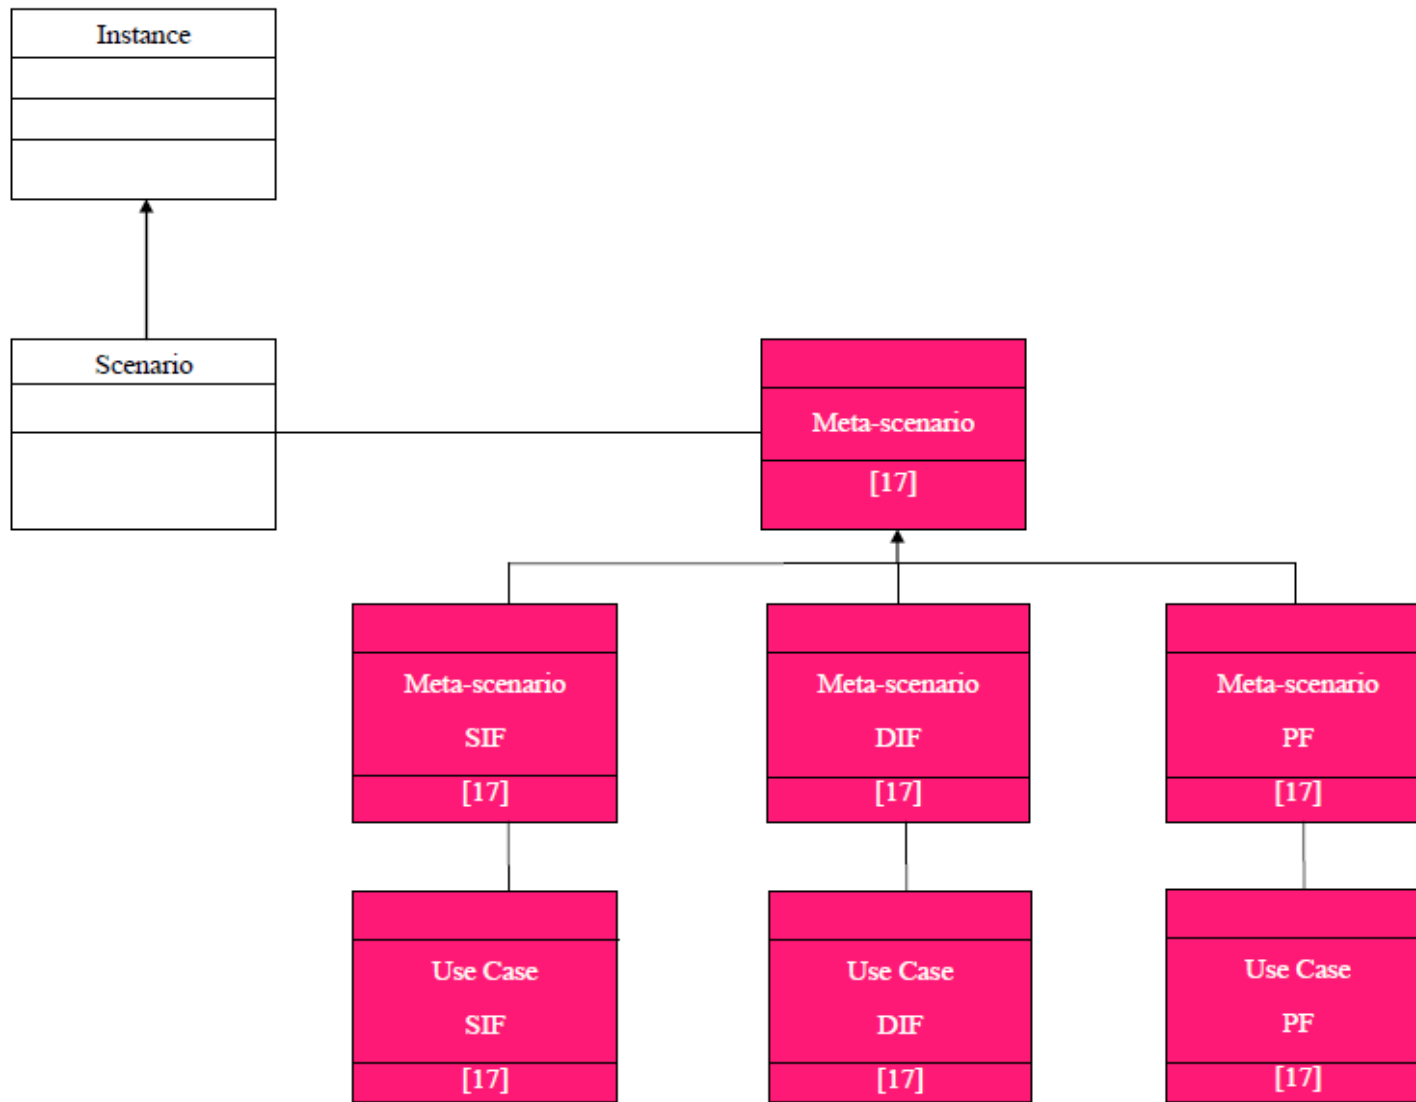 Instance
Scenario
Meta-scenario
[17]
Meta-scenario
SIF
[17]
Meta-scenario
DIF
[17]
Meta-scenario
PF
[17]
Use Case
SIF
[17]
Use Case
DIF
[17]
Use Case
PF
[17]